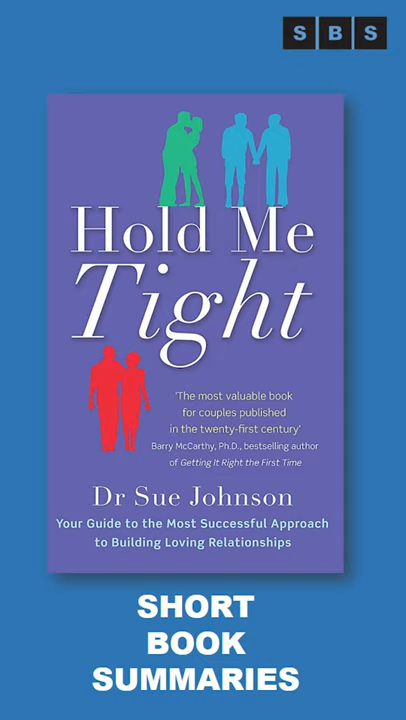 SBS
Hold Me
Tight
'The most valuable book
for couples published
in the twenty-first century'
Barry McCarthy, Ph.D., bestselling author
of Getting It Right the First Time
Dr Sue Johnson
Your Guide to the Most Successful Approach
to Building Loving Relationships
SHORT
BOOK
SUMMARIES